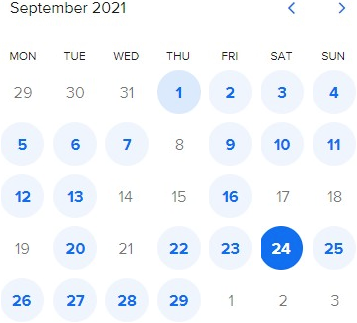 September 2021
MON TUE WED THU FRI SAT SUN
29 30 31 1 2 3 4
5 6 7 8 9 10 11
12 13 14 15 16 17 18
19 20 21 22 23 24 25
26 27 28 29 1 2 3